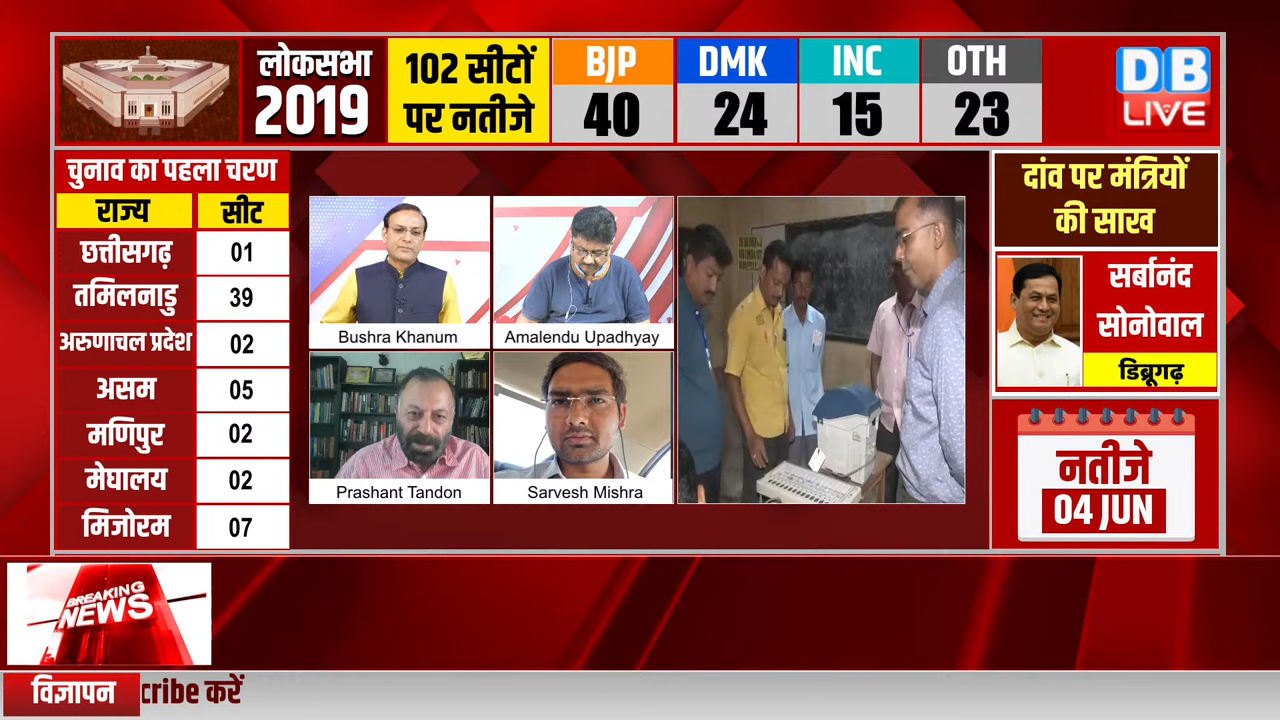 लोकसभा
2019
102 सीटों
पर नतीजे
BJP
40
DMK
24
INC
15
OTH
23
DB
LIVE
चुनाव का पहला चरण
राज्य सीट
छत्तीसगढ़ 01
तमिलनाडु 39
अरुणाचल प्रदेश 02
असम 05
मणिपुर 02
मेघालय 02
मिजोरम 07
Bushra Khanum
Amalendu Upadhyay
Prashant Tandon
Sarvesh Mishra
दांव पर मंत्रियों
की साख
सर्बानंद
सोनोवाल
डिब्रूगढ़
नतीजे
04 JUN
BREAKING
NEWS
विज्ञापन cribe करें